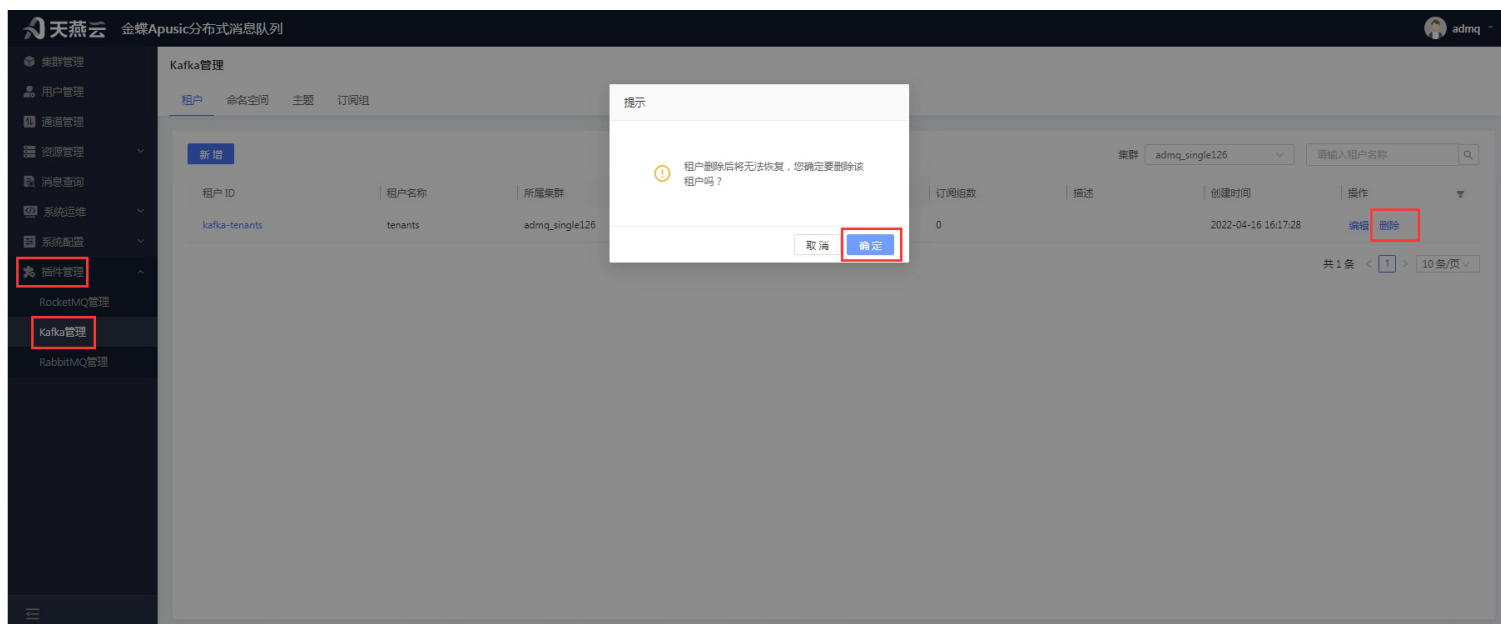 天燕云 金蝶Apusic分布式消息队列
admq
集群管理
用户管理
通道管理
资源管理
消息查询
系统运维
系统配置
插件管理
RocketMQ管理
Kafka管理
RabbitMQ管理
Kafka管理
租户 命名空间 主题 订阅组
新增
集群 admq_single126 请输入租户名称
租户 ID 租户名称 所属集群 订阅组数 描述 创建时间 操作
kafka-tenants tenants admq_single126 0 2022-04-16 16:17:28 编辑 删除
共 1 条 < 1 > 10 条/页
提示
租户删除后将无法恢复，您确定要删除该
租户吗？
取消 确定